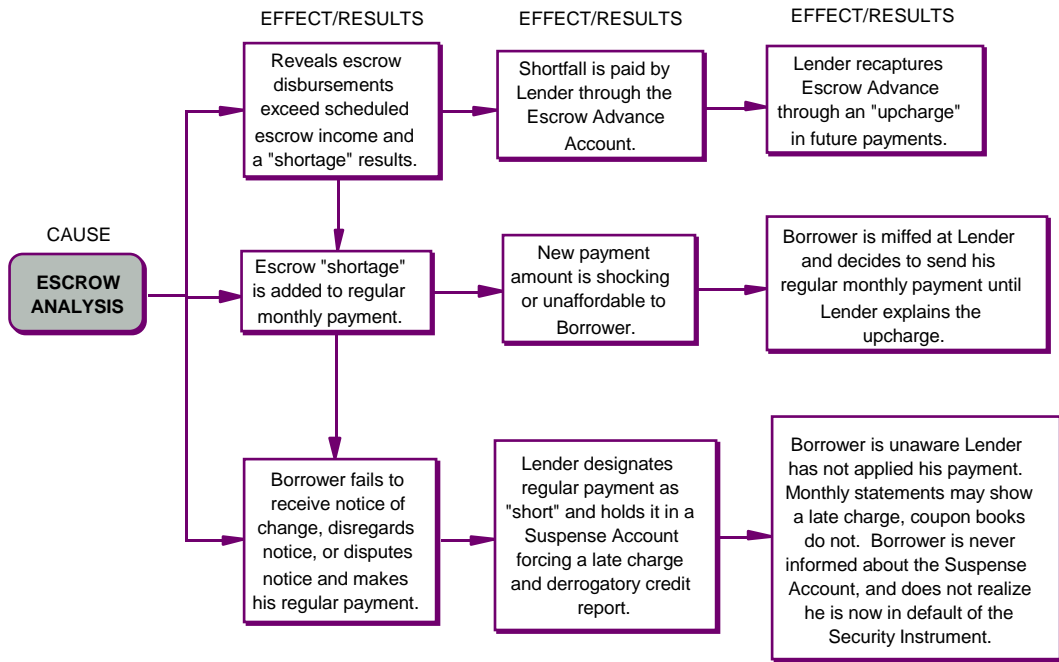 EFFECT/RESULTS
EFFECT/RESULTS
EFFECT/RESULTS
Reveals escrow
disbursements
exceed scheduled
escrow income and
a "shortage" results.
Shortfall is paid by
Lender through the
Escrow Advance
Account.
Lender recaptures
Escrow Advance
through an "upcharge"
in future payments.
CAUSE
ESCROW
ANALYSIS
Escrow "shortage"
is added to regular
monthly payment.
New payment
amount is shocking
or unaffordable to
Borrower.
Borrower is miffed at Lender
and decides to send his
regular monthly payment until
Lender explains the
upcharge.
Borrower fails to
receive notice of
change, disregards
notice, or disputes
notice and makes
his regular payment.
Lender designates
regular payment as
"short" and holds it in a
Suspense Account
forcing a late charge
and derrogatory credit
report.
Borrower is unaware Lender
has not applied his payment.
Monthly statements may show
a late charge, coupon books
do not. Borrower is never
informed about the Suspense
Account, and does not realize
he is now in default of the
Security Instrument.